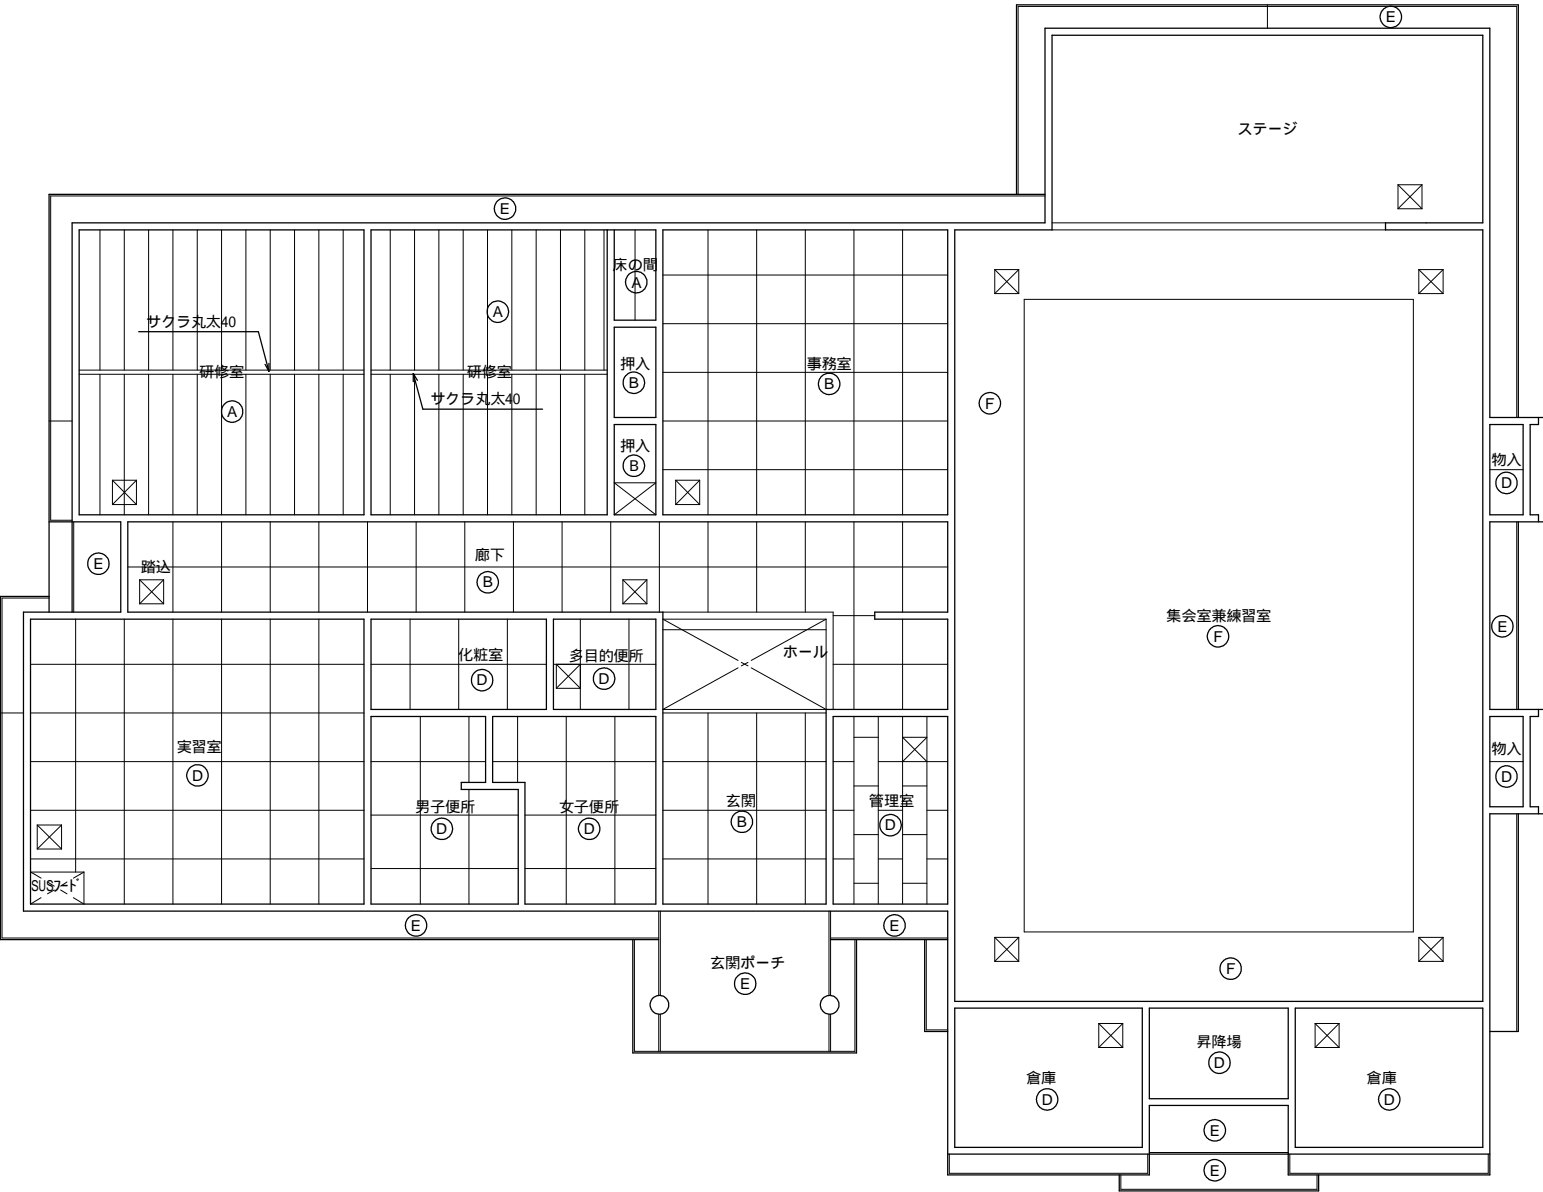 E
ステージ
E
床の間
A
A
サクラ丸太40
押入
B
事務室
B
研修室
研修室
サクラ丸太40
A
F
押入
B
物入
D
E
踏込
廊下
B
集会室兼練習室
F
E
化粧室
D
多目的便所
D
ホール
実習室
D
物入
D
男子便所
D
女子便所
D
玄関
B
管理室
D
SUSフード
E
E
玄関ポーチ
E
F
倉庫
D
昇降場
D
倉庫
D
E
E